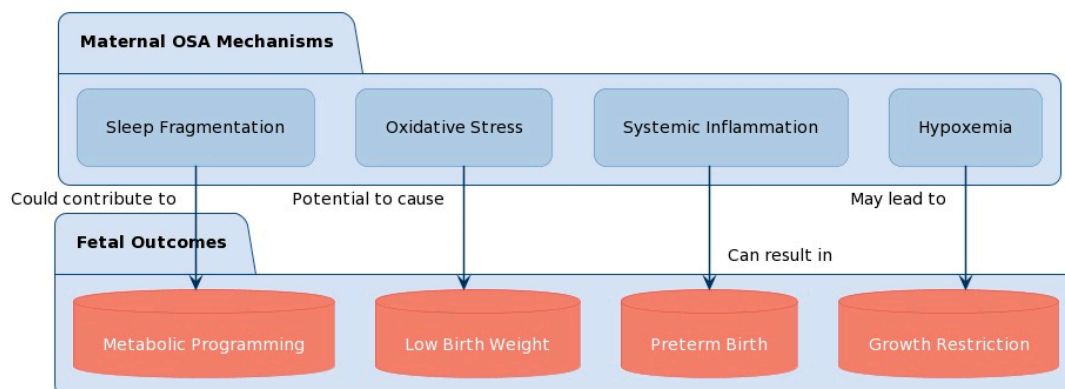 Maternal OSA Mechanisms
Sleep Fragmentation
Oxidative Stress
Systemic Inflammation
Hypoxemia
Could contribute to
Potential to cause
May lead to
Fetal Outcomes
Can result in
Metabolic Programming
Low Birth Weight
Preterm Birth
Growth Restriction